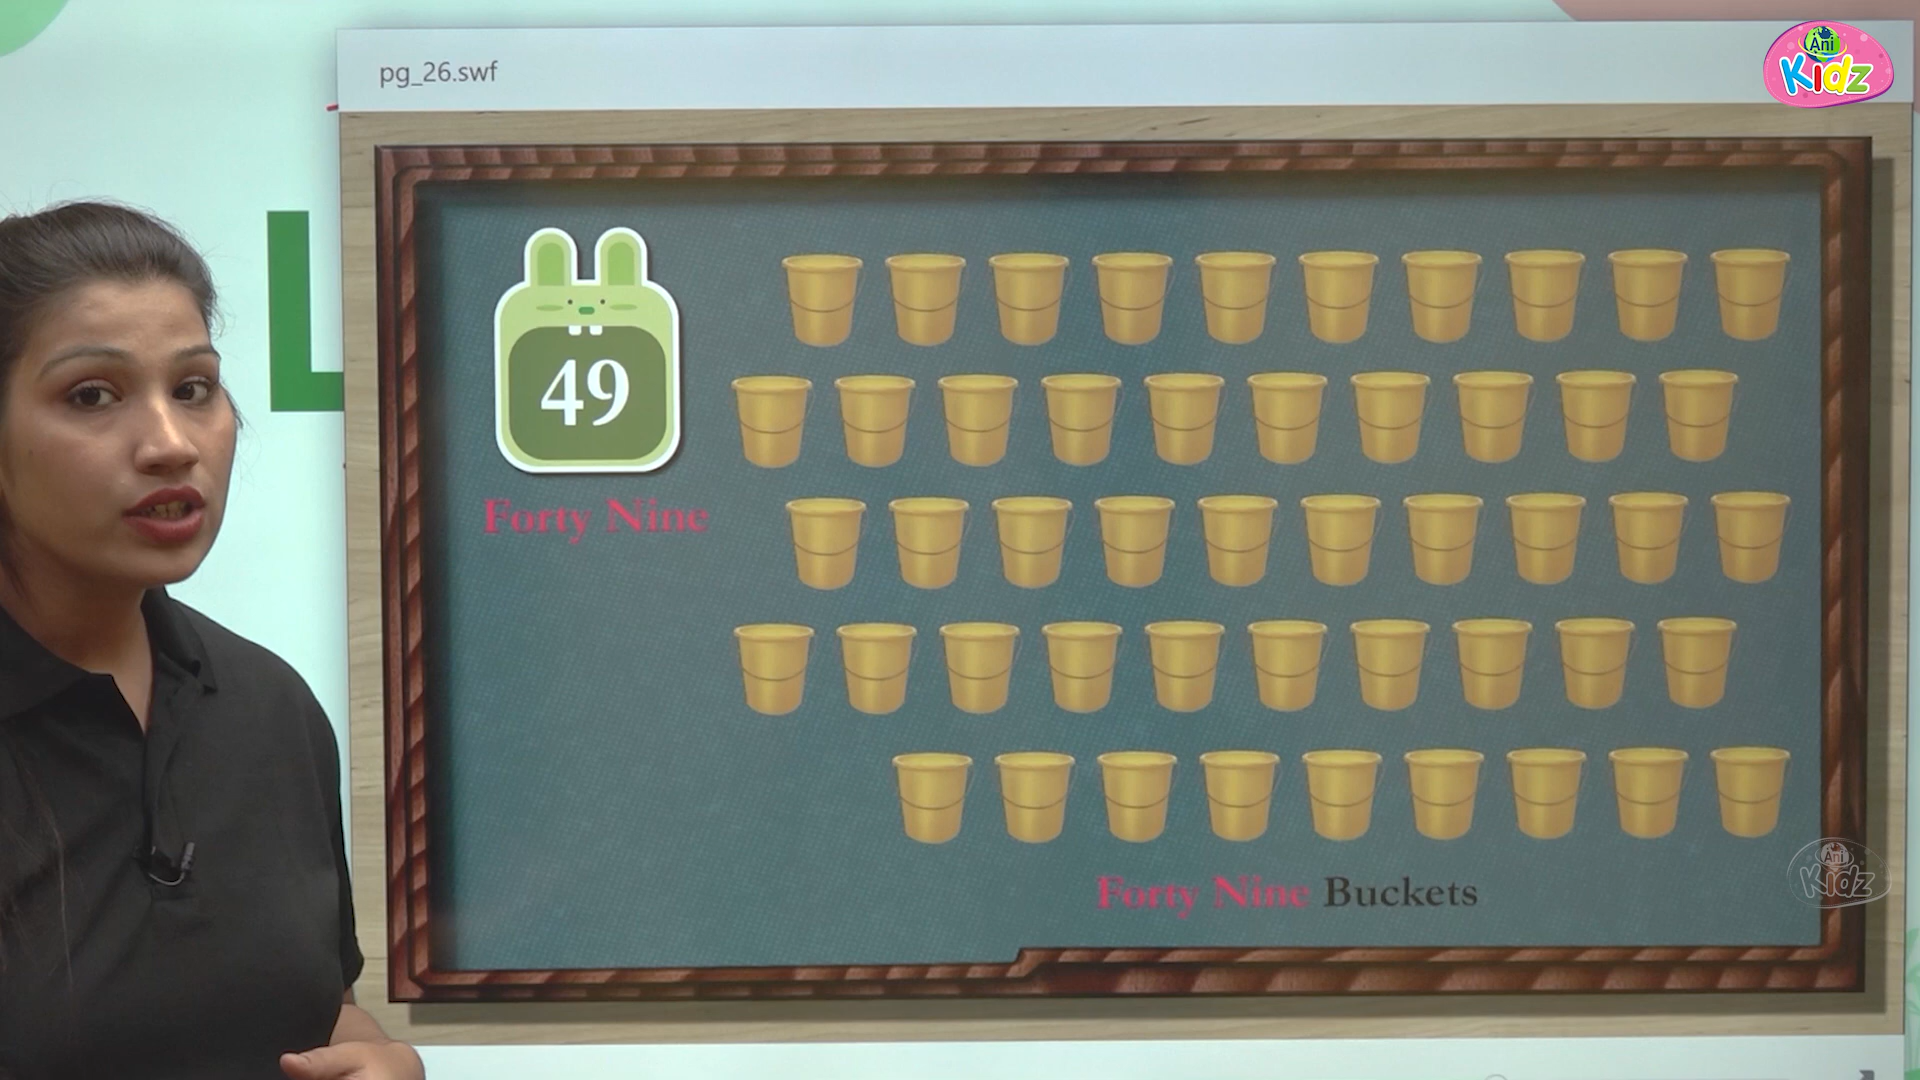 pg_26.swf
Ani
Kidz
L
49
Forty Nine
Forty Nine Buckets
Ani
Kidz